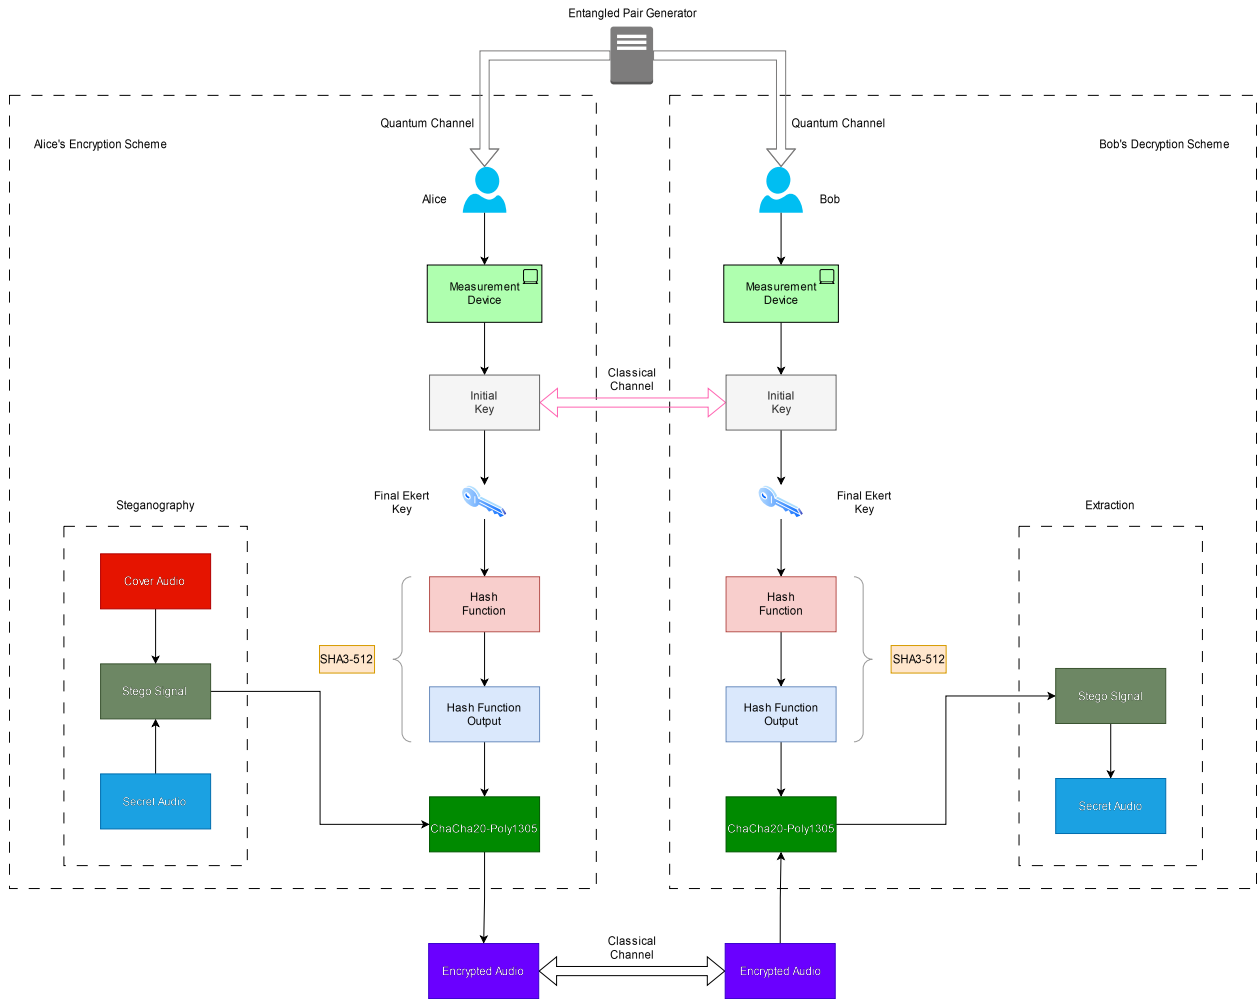 Entangled Pair Generator
Quantum Channel
Quantum Channel
Alice's Encryption Scheme
Bob's Decryption Scheme
Alice
Bob
Measurement
Device
Measurement
Device
Classical
Channel
Initial
Key
Initial
Key
Final Ekert
Key
Final Ekert
Key
Steganography
Extraction
Cover Audio
Hash
Function
Hash
Function
SHA3-512
SHA3-512
Stego Signal
Stego SIgnal
Hash Function
Output
Hash Function
Output
Secret Audio
Secret Audio
ChaCha20-Poly1305
ChaCha20-Poly1305
Classical
Channel
Encrypted Audio
Encrypted Audio